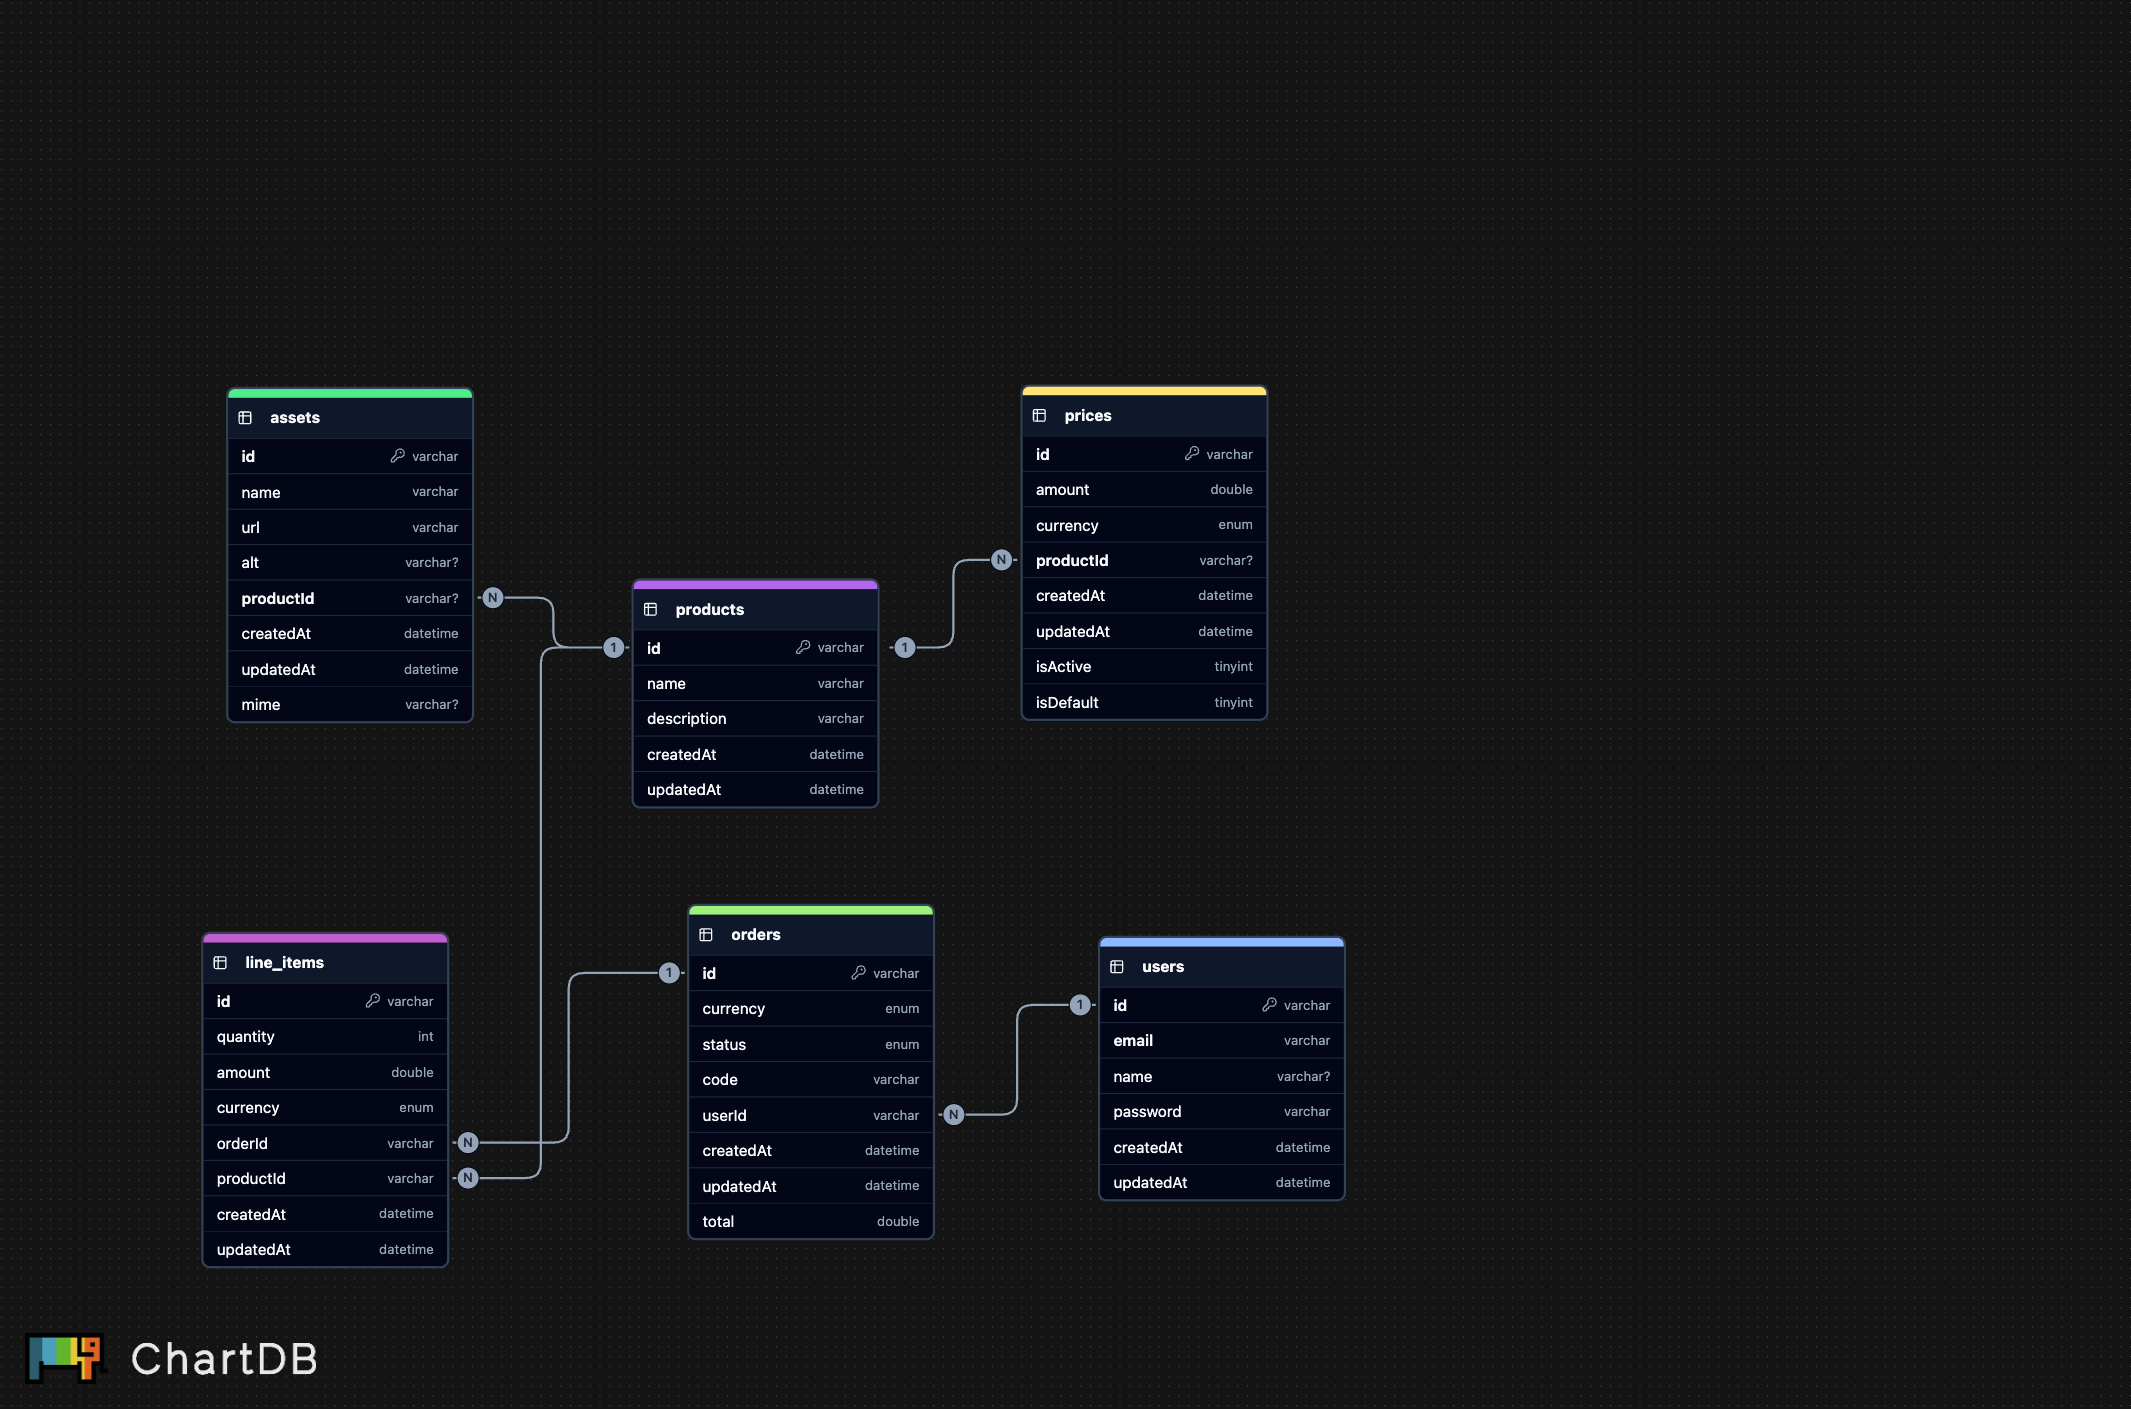 assets
id varchar
name varchar
url varchar
alt varchar?
productId varchar?
createdAt datetime
updatedAt datetime
mime varchar?
N
1
products
id varchar
name varchar
description varchar
createdAt datetime
updatedAt datetime
1
N
prices
id varchar
amount double
currency enum
productId varchar?
createdAt datetime
updatedAt datetime
isActive tinyint
isDefault tinyint
line_items
id varchar
quantity int
amount double
currency enum
orderId varchar
productId varchar
createdAt datetime
updatedAt datetime
N
N
1
orders
id varchar
currency enum
status enum
code varchar
userId varchar
createdAt datetime
updatedAt datetime
total double
N
1
users
id varchar
email varchar
name varchar?
password varchar
createdAt datetime
updatedAt datetime
ChartDB